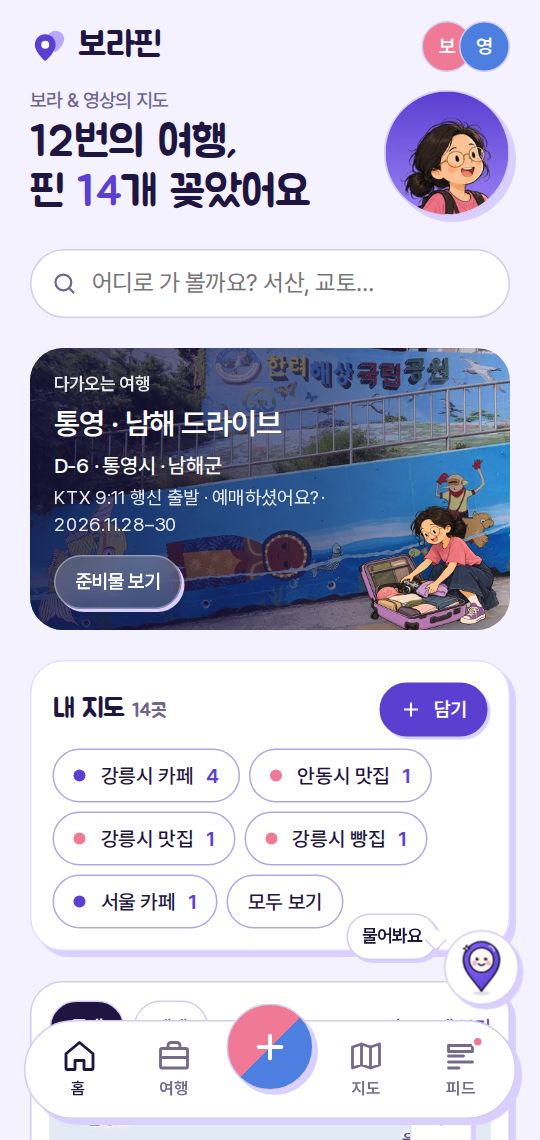 보라핀
보 영
보라 & 영상의 지도
12번의 여행,
핀 14개 꽂았어요
어디로 가 볼까요? 서산, 교토...
한려해상국립공원
다가오는 여행
통영 · 남해 드라이브
D-6 · 통영시 · 남해군
KTX 9:11 행신 출발 · 예매하셨어요? ·
2026.11.28–30
준비물 보기
내 지도 14곳
+ 담기
강릉시 카페 4
안동시 맛집 1
강릉시 맛집 1
강릉시 빵집 1
서울 카페 1
모두 보기
물어봐요
홈
여행
+
지도
피드